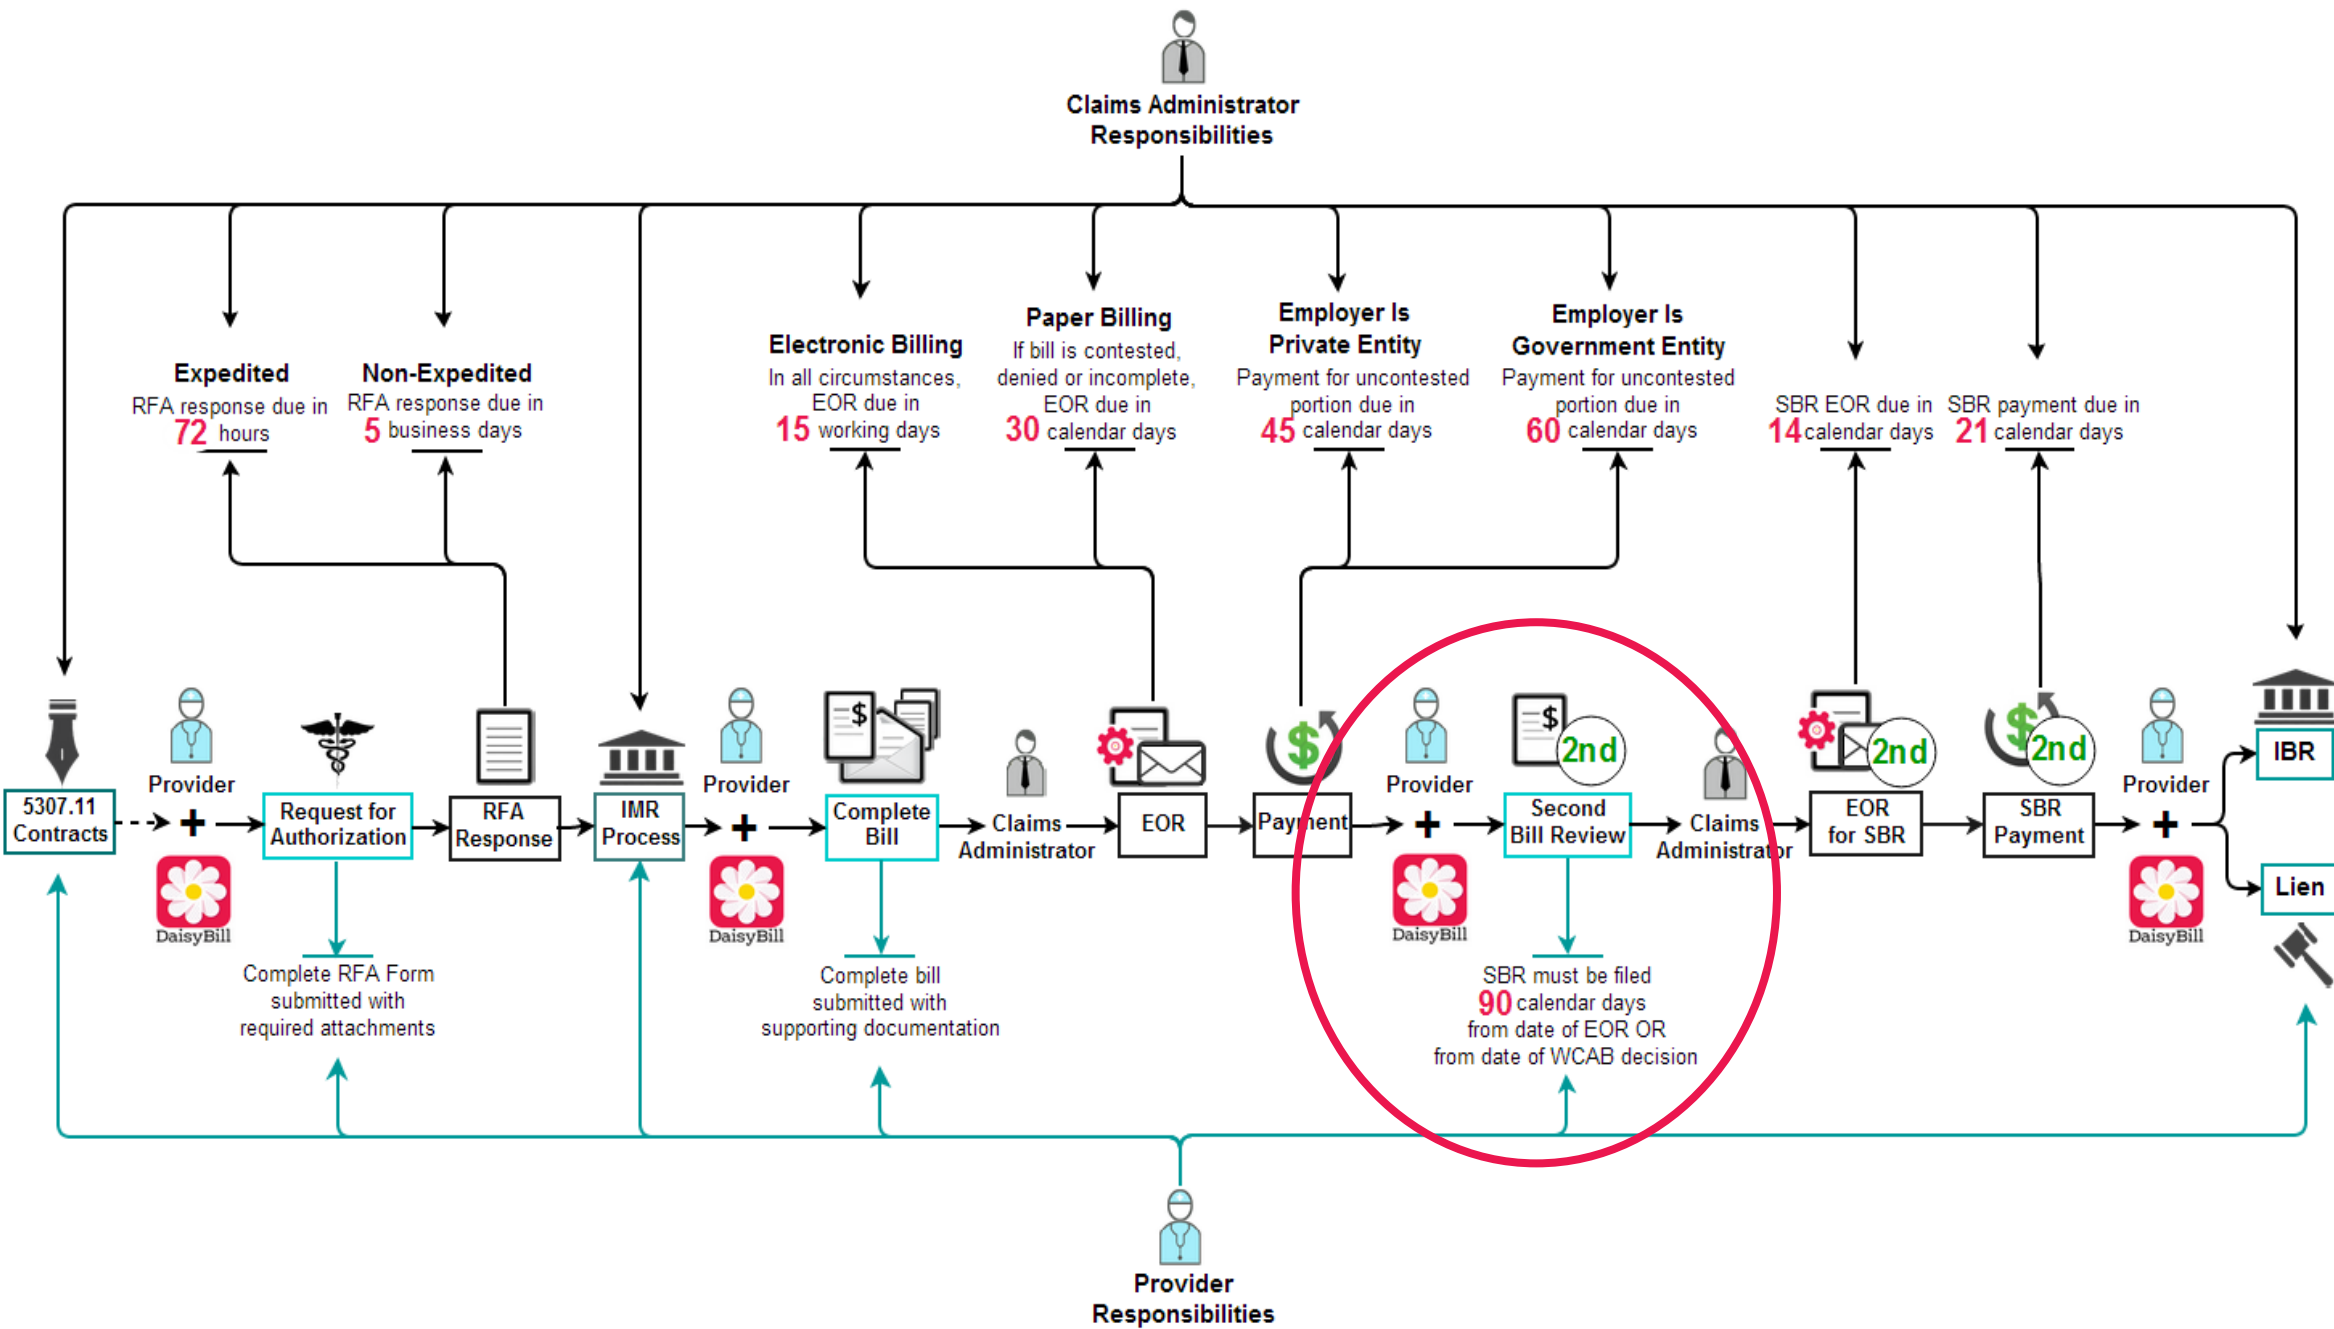 Claims Administrator
Responsibilities
Expedited
RFA response due in
72 hours
Non-Expedited
RFA response due in
5 business days
Electronic Billing
In all circumstances,
EOR due in
15 working days
Paper Billing
If bill is contested,
denied or incomplete,
EOR due in
30 calendar days
Employer Is
Private Entity
Payment for uncontested
portion due in
45 calendar days
Employer Is
Government Entity
Payment for uncontested
portion due in
60 calendar days
SBR EOR due in
14 calendar days
SBR payment due in
21 calendar days
5307.11
Contracts
Provider
+
DaisyBill
Request for
Authorization
RFA
Response
IMR
Process
Provider
+
DaisyBill
$
Complete
Bill
Claims
Administrator
EOR
$
Payment
Provider
+
DaisyBill
$
2nd
Second
Bill Review
Claims
Administrator
2nd
EOR
for SBR
$
2nd
SBR
Payment
Provider
+
DaisyBill
IBR
Lien
Complete RFA Form
submitted with
required attachments
Complete bill
submitted with
supporting documentation
SBR must be filed
90 calendar days
from date of EOR OR
from date of WCAB decision
Provider
Responsibilities